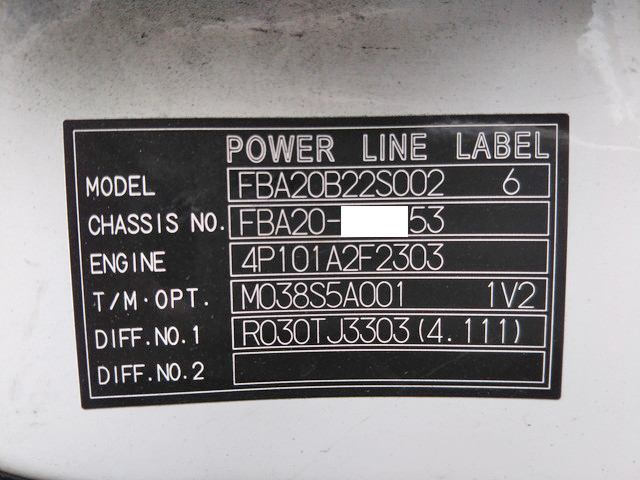 POWER LINE LABEL
MODEL FBA20B22S002 6
CHASSIS NO. FBA20- 53
ENGINE 4P101A2F2303
T/M·OPT. M038S5A001 1V2
DIFF.NO.1 R030TJ3303(4.111)
DIFF.NO.2